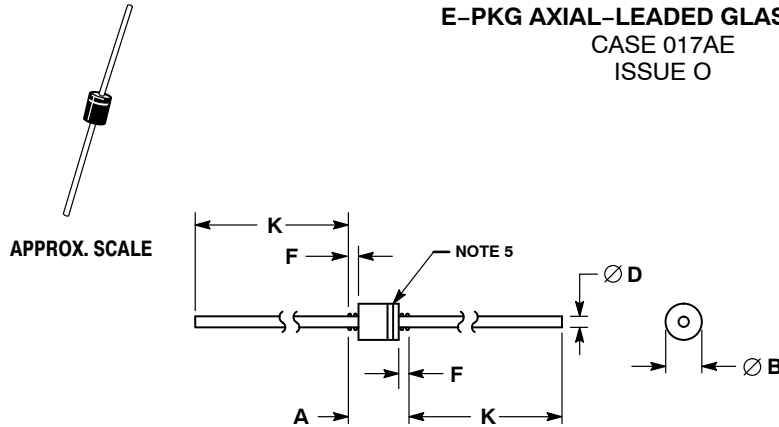 E–PKG AXIAL–LEADED GLAS
CASE 017AE
ISSUE O
APPROX. SCALE
K
F
NOTE 5
∅ D
F
∅ B
A
K